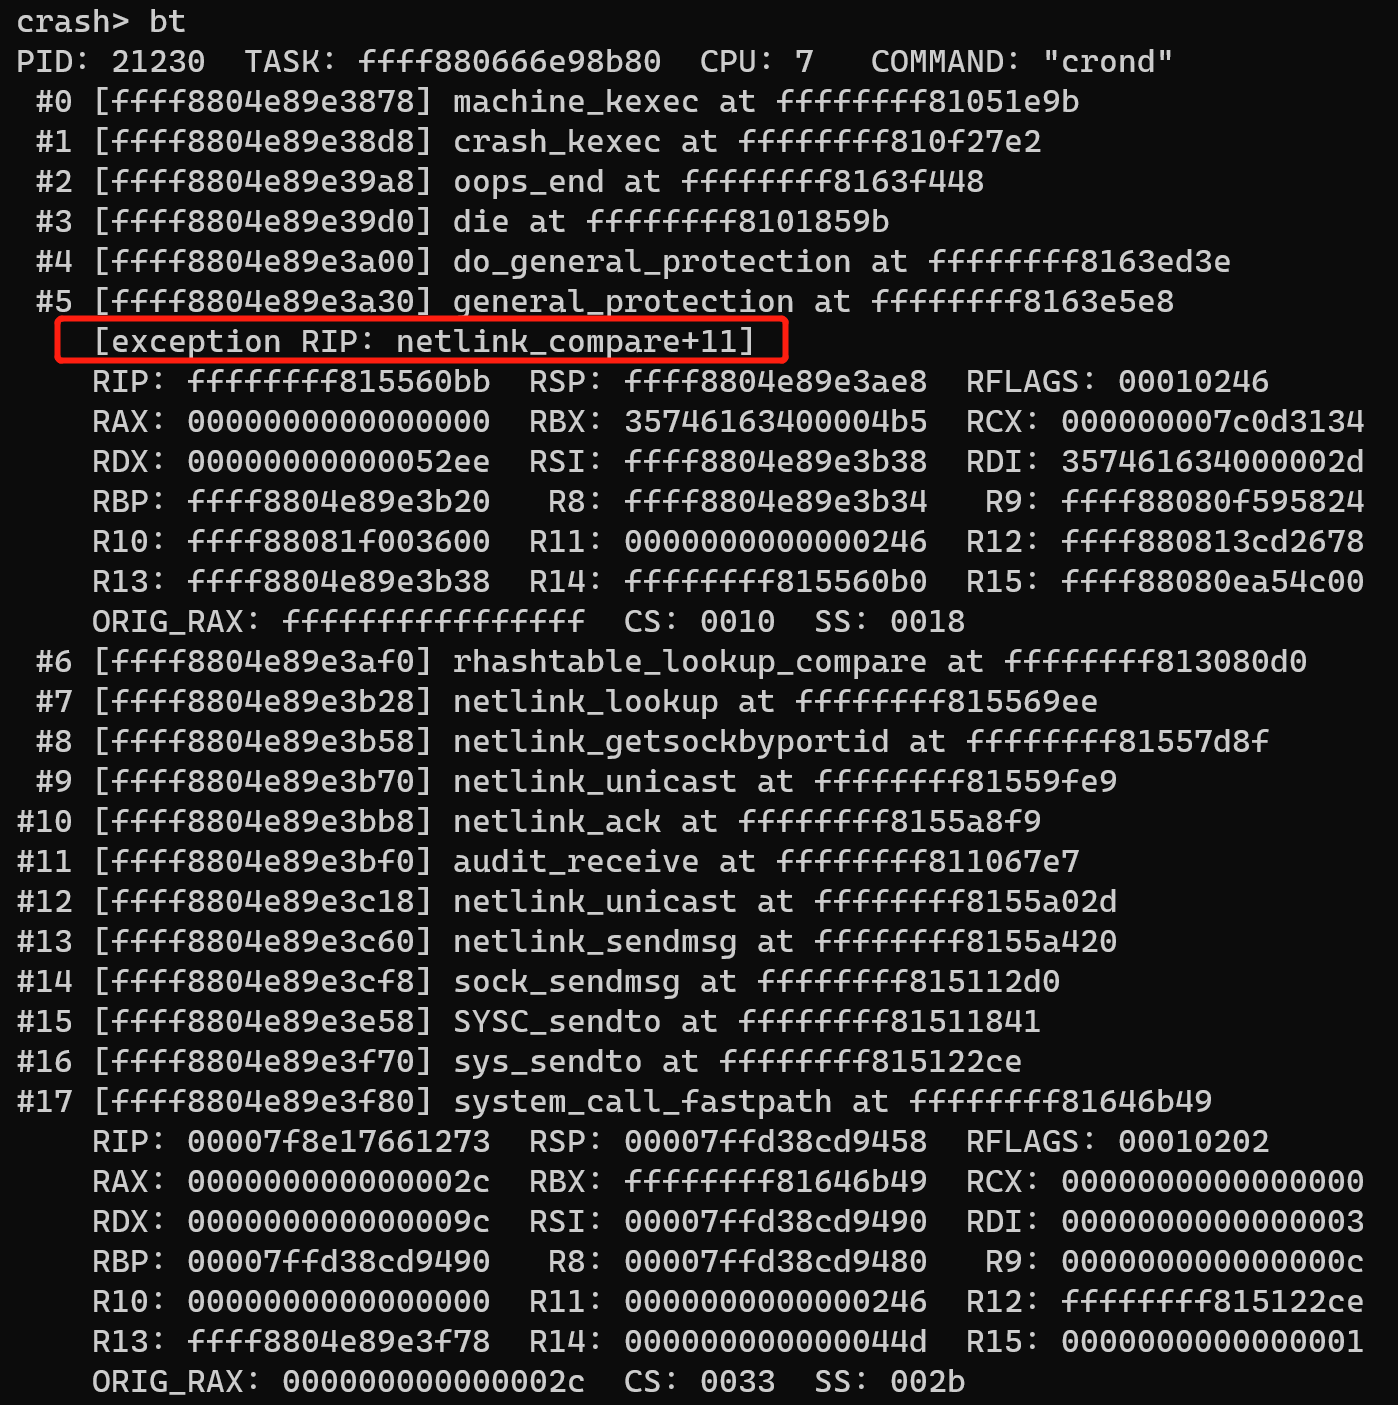 crash> bt
PID: 21230  TASK: ffff880666e98b80  CPU: 7   COMMAND: "crond"
 #0 [ffff8804e89e3878] machine_kexec at ffffffff81051e9b
 #1 [ffff8804e89e38d8] crash_kexec at ffffffff810f27e2
 #2 [ffff8804e89e39a8] oops_end at ffffffff8163f448
 #3 [ffff8804e89e39d0] die at ffffffff8101859b
 #4 [ffff8804e89e3a00] do_general_protection at ffffffff8163ed3e
 #5 [ffff8804e89e3a30] general_protection at ffffffff8163e5e8
    [exception RIP: netlink_compare+11]
    RIP: ffffffff815560bb  RSP: ffff8804e89e3ae8  RFLAGS: 00010246
    RAX: 0000000000000000  RBX: 35746163400004b5  RCX: 000000007c0d3134
    RDX: 00000000000052ee  RSI: ffff8804e89e3b38  RDI: 357461634000002d
    RBP: ffff8804e89e3b20   R8: ffff8804e89e3b34   R9: ffff88080f595824
    R10: ffff88081f003600  R11: 0000000000000246  R12: ffff880813cd2678
    R13: ffff8804e89e3b38  R14: ffffffff815560b0  R15: ffff88080ea54c00
    ORIG_RAX: ffffffffffffffff  CS: 0010  SS: 0018
 #6 [ffff8804e89e3af0] rhashtable_lookup_compare at ffffffff813080d0
 #7 [ffff8804e89e3b28] netlink_lookup at ffffffff815569ee
 #8 [ffff8804e89e3b58] netlink_getsockbyportid at ffffffff81557d8f
 #9 [ffff8804e89e3b70] netlink_unicast at ffffffff81559fe9
#10 [ffff8804e89e3bb8] netlink_ack at ffffffff8155a8f9
#11 [ffff8804e89e3bf0] audit_receive at ffffffff811067e7
#12 [ffff8804e89e3c18] netlink_unicast at ffffffff8155a02d
#13 [ffff8804e89e3c60] netlink_sendmsg at ffffffff8155a420
#14 [ffff8804e89e3cf8] sock_sendmsg at ffffffff815112d0
#15 [ffff8804e89e3e58] SYSC_sendto at ffffffff81511841
#16 [ffff8804e89e3f70] sys_sendto at ffffffff815122ce
#17 [ffff8804e89e3f80] system_call_fastpath at ffffffff81646b49
    RIP: 00007f8e17661273  RSP: 00007ffd38cd9458  RFLAGS: 00010202
    RAX: 000000000000002c  RBX: ffffffff81646b49  RCX: 0000000000000000
    RDX: 000000000000009c  RSI: 00007ffd38cd9490  RDI: 0000000000000003
    RBP: 00007ffd38cd9490   R8: 00007ffd38cd9480   R9: 000000000000000c
    R10: 0000000000000000  R11: 0000000000000246  R12: ffffffff815122ce
    R13: ffff8804e89e3f78  R14: 000000000000044d  R15: 0000000000000001
    ORIG_RAX: 000000000000002c  CS: 0033  SS: 002b